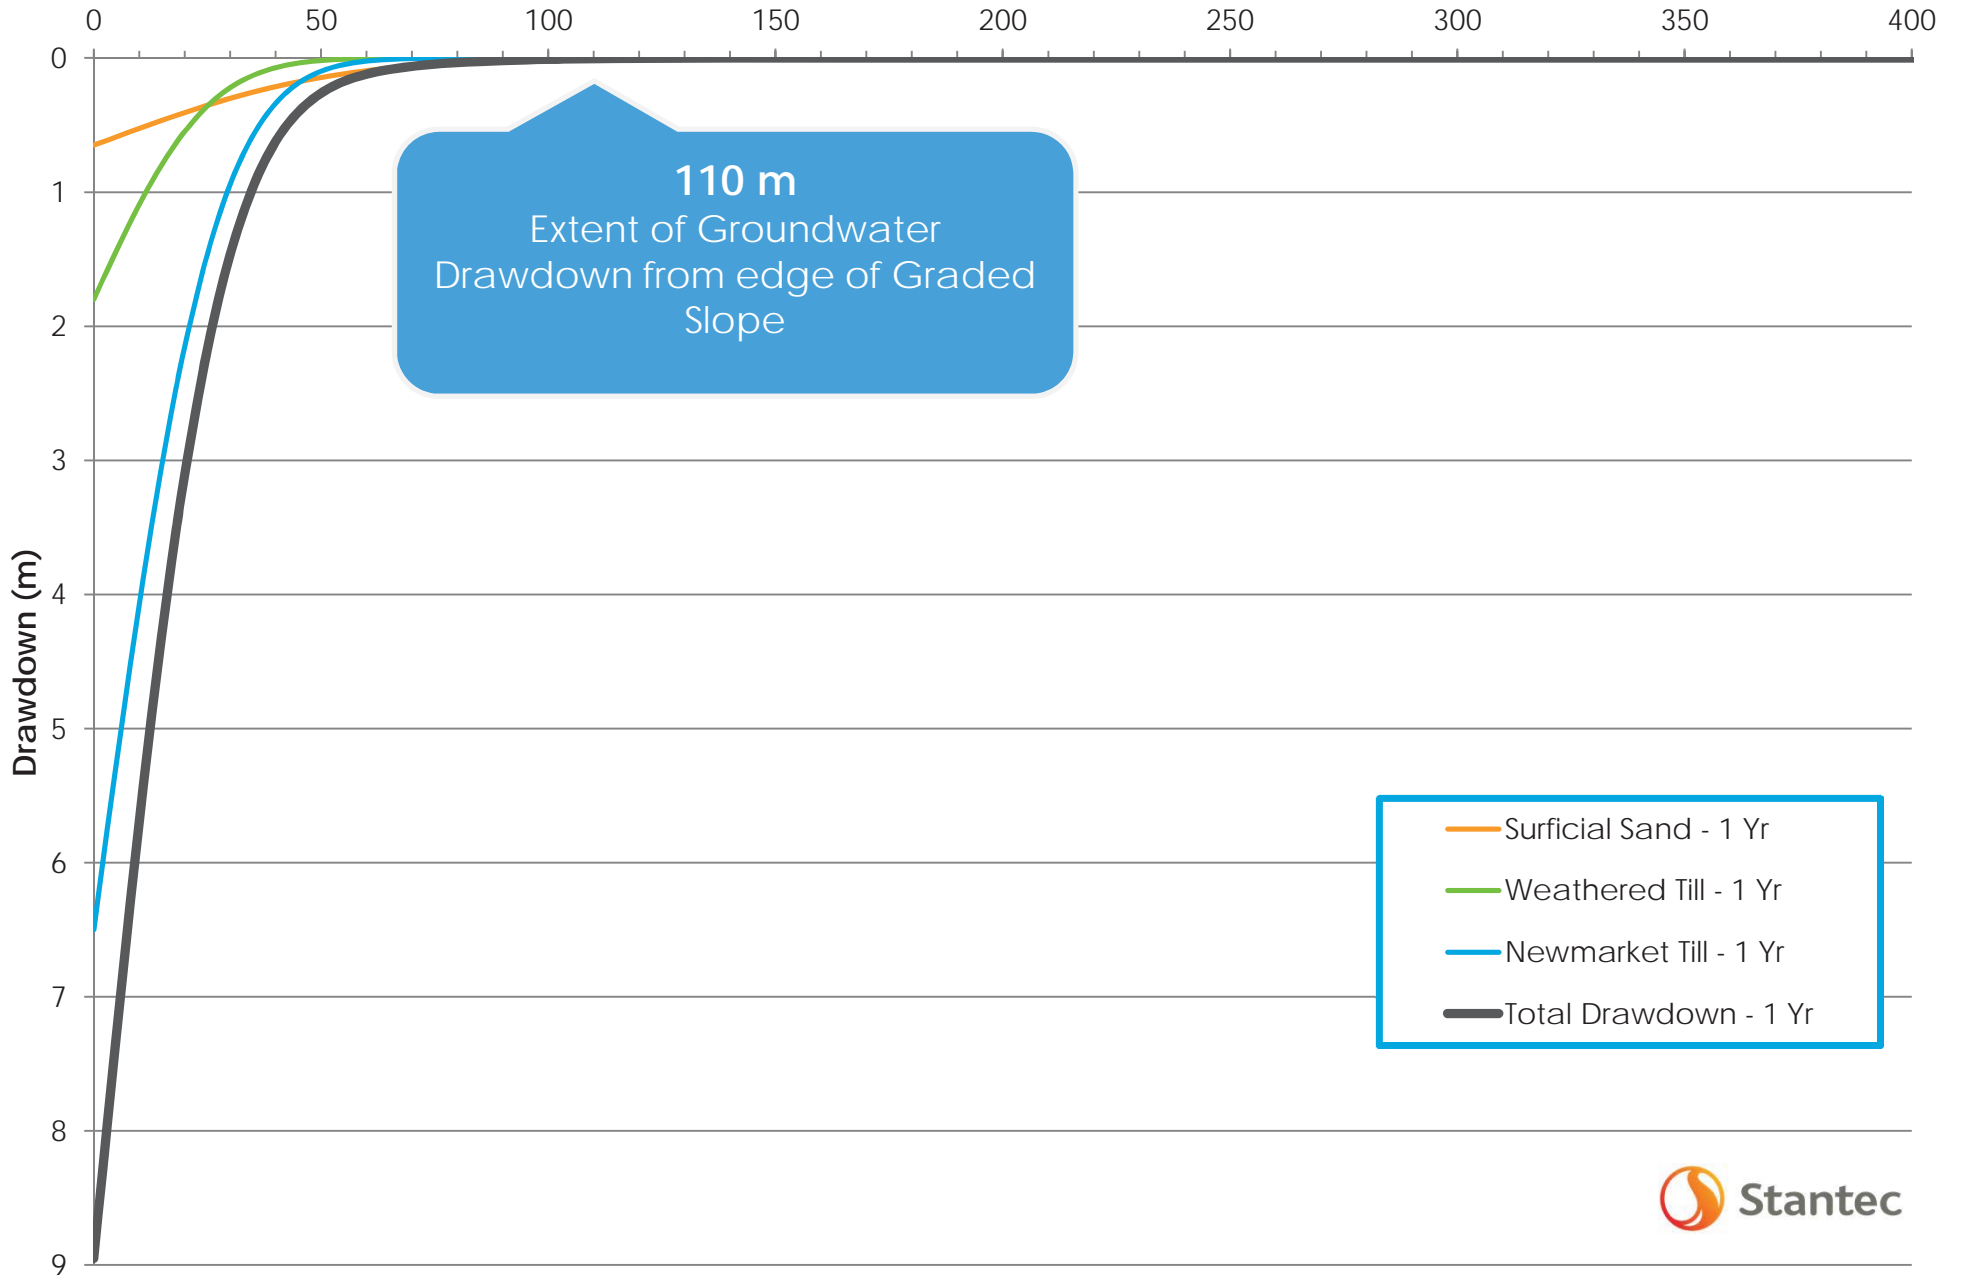 0 50 100 150 200 250 300 350 400
0
1
2
3
4
5
6
7
8
9
Drawdown (m)
110 m
Extent of Groundwater
Drawdown from edge of Graded
Slope
Surficial Sand - 1 Yr
Weathered Till - 1 Yr
Newmarket Till - 1 Yr
Total Drawdown - 1 Yr
Stantec